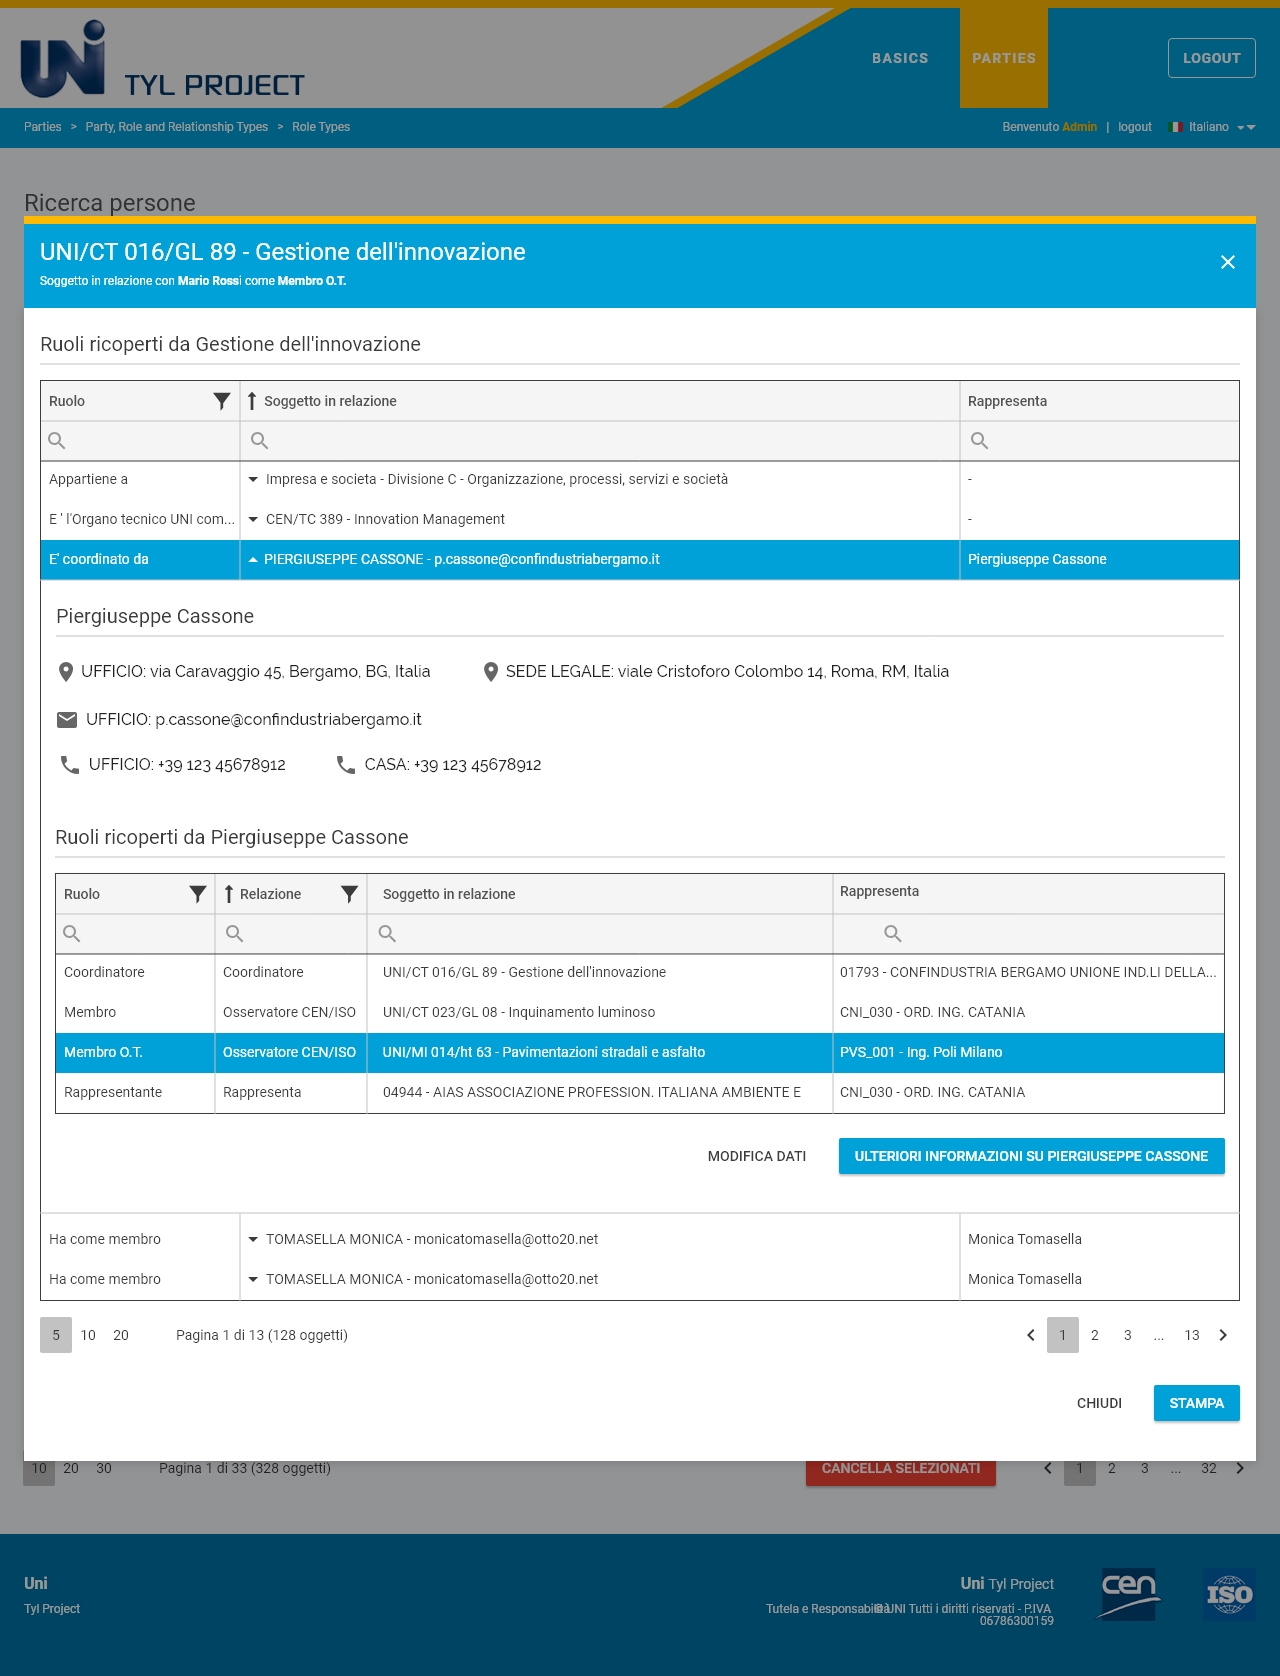 UNi TYL PROJECT
BASICS PARTIES LOGOUT
Parties > Party, Role and Relationship Types > Role Types
Benvenuto Admin | logout Italiano
Ricerca persone
UNI/CT 016/GL 89 - Gestione dell'innovazione
Soggetto in relazione con Mario Rossi come Membro O.T.
Ruoli ricoperti da Gestione dell'innovazione
Ruolo Soggetto in relazione Rappresenta
Appartiene a Impresa e societa - Divisione C - Organizzazione, processi, servizi e società -
E ' l'Organo tecnico UNI com... CEN/TC 389 - Innovation Management -
E' coordinato da PIERGIUSEPPE CASSONE - p.cassone@confindustriabergamo.it Piergiuseppe Cassone
Piergiuseppe Cassone
UFFICIO: via Caravaggio 45, Bergamo, BG, Italia SEDE LEGALE: viale Cristoforo Colombo 14, Roma, RM, Italia
UFFICIO: p.cassone@confindustriabergamo.it
UFFICIO: +39 123 45678912 CASA: +39 123 45678912
Ruoli ricoperti da Piergiuseppe Cassone
Ruolo Relazione Soggetto in relazione Rappresenta
Coordinatore Coordinatore UNI/CT 016/GL 89 - Gestione dell'innovazione 01793 - CONFINDUSTRIA BERGAMO UNIONE IND.LI DELLA...
Membro Osservatore CEN/ISO UNI/CT 023/GL 08 - Inquinamento luminoso CNI_030 - ORD. ING. CATANIA
Membro O.T. Osservatore CEN/ISO UNI/MI 014/ht 63 - Pavimentazioni stradali e asfalto PVS_001 - Ing. Poli Milano
Rappresentante Rappresenta 04944 - AIAS ASSOCIAZIONE PROFESSION. ITALIANA AMBIENTE E CNI_030 - ORD. ING. CATANIA
MODIFICA DATI ULTERIORI INFORMAZIONI SU PIERGIUSEPPE CASSONE
Ha come membro TOMASELLA MONICA - monicatomasella@otto20.net Monica Tomasella
Ha come membro TOMASELLA MONICA - monicatomasella@otto20.net Monica Tomasella
5 10 20 Pagina 1 di 13 (128 oggetti) 1 2 3 ... 13
CHIUDI STAMPA
10 20 30 Pagina 1 di 33 (328 oggetti) CANCELLA SELEZIONATI 1 2 3 ... 32
Uni Uni Tyl Project cen ISO
Tyl Project Tutela e Responsabilità © UNI Tutti i diritti riservati - P.IVA
06786300159